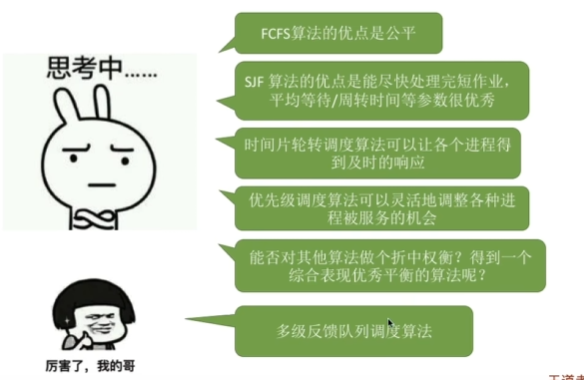 思考中......
FCFS算法的优点是公平
SJF 算法的优点是能尽快处理完短作业，
平均等待/周转时间等参数很优秀
时间片轮转调度算法可以让各个进程得
到及时的响应
优先级调度算法可以灵活地调整各种进
程被服务的机会
能否对其他算法做个折中权衡？得到一个
综合表现优秀平衡的算法呢？
多级反馈队列调度算法
厉害了，我的哥